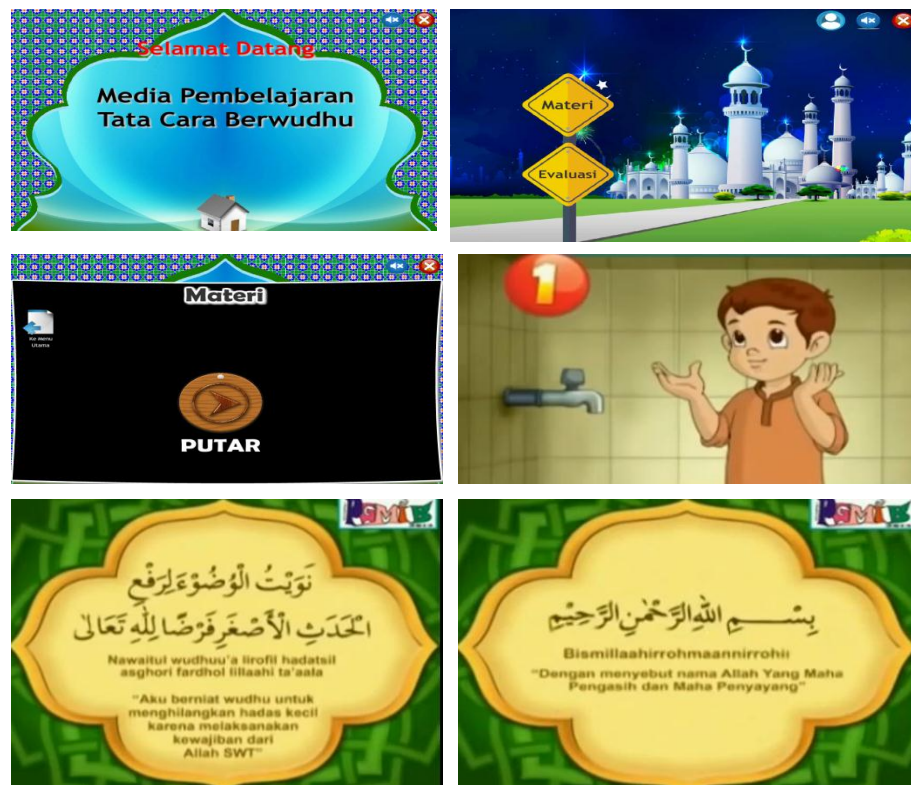 Selamat Datang
Media Pembelajaran
Tata Cara Berwudhu
Materi
Evaluasi
Materi
Ke Menu
Utama
PUTAR
1
نَوَيْتُ الْوُضُوْءَ لِرَفْعِ
الْحَدَثِ الْأَصْغَرِ فَرْضًا لِلّٰهِ تَعَالٰى
Nawaitul wudhuu'a lirofil hadatsil
asghori fardhol lillaahi ta'aala
"Aku berniat wudhu untuk
menghilangkan hadas kecil
karena melaksanakan
kewajiban dari
Allah SWT"
بِسْــــمِ اللّٰهِ الرَّحْمٰنِ الرَّحِيْمِ
Bismillaahirrohmaannirrohii
"Dengan menyebut nama Allah Yang Maha
Pengasih dan Maha Penyayang"